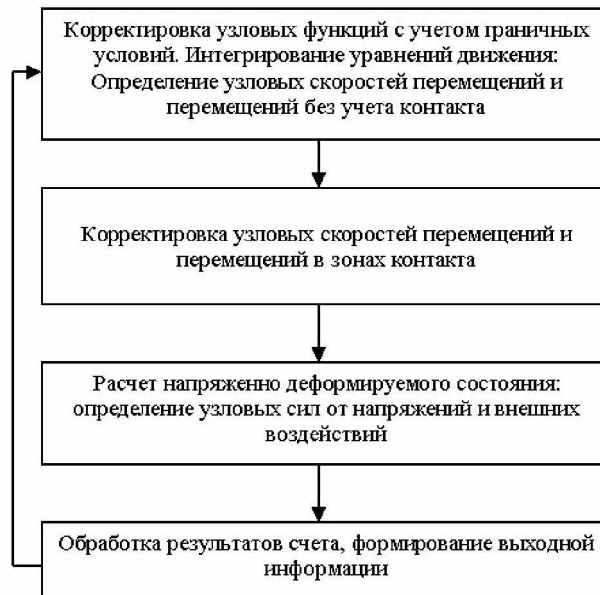 Корректировка узловых функций с учетом граничных
условий. Интегрирование уравнений движения:
Определение узловых скоростей перемещений и
перемещений без учета контакта
Корректировка узловых скоростей перемещений и
перемещений в зонах контакта
Расчет напряженно деформируемого состояния:
определение узловых сил от напряжений и внешних
воздействий
Обработка результатов счета, формирование выходной
информации